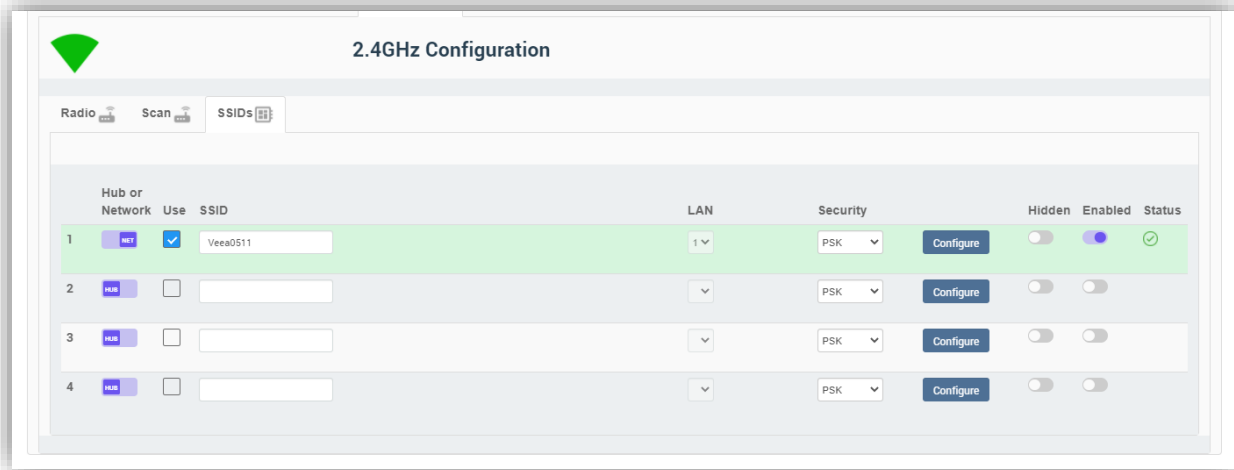 2.4GHz Configuration
Radio Scan SSIDs
Hub or
Network Use SSID LAN Security Hidden Enabled Status
1 NET Veea0511 1 PSK Configure
2 HUB PSK Configure
3 HUB PSK Configure
4 HUB PSK Configure